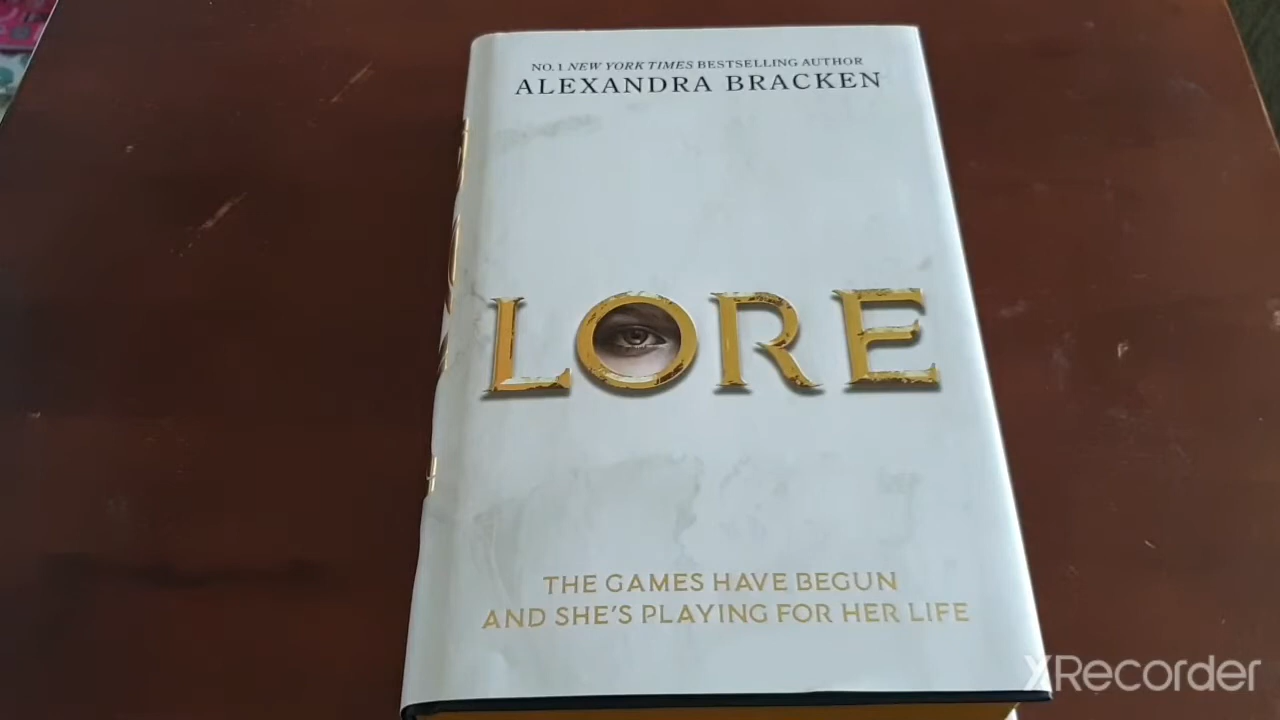 NO. 1 NEW YORK TIMES BESTSELLING AUTHOR
ALEXANDRA BRACKEN
LORE
THE GAMES HAVE BEGUN
AND SHE'S PLAYING FOR HER LIFE
XRecorder